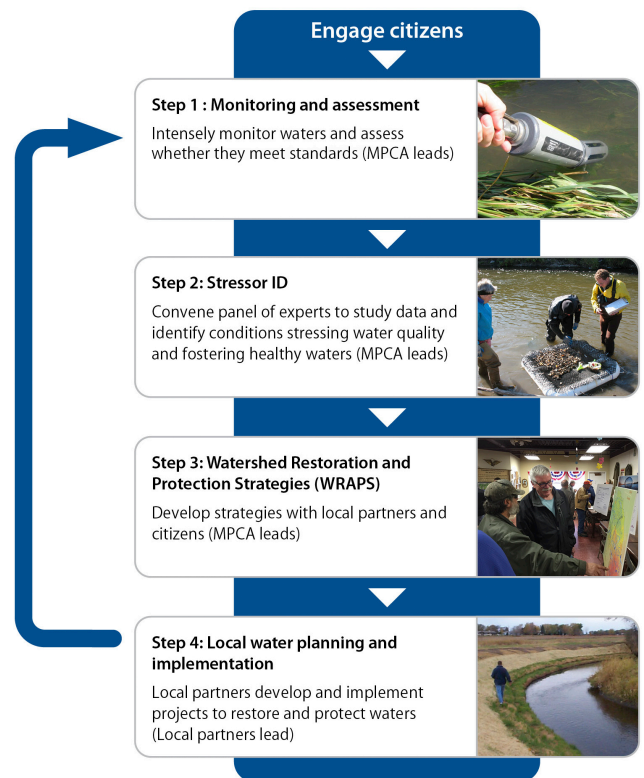 Engage citizens
Step 1 : Monitoring and assessment
Intensely monitor waters and assess
whether they meet standards (MPCA leads)
Step 2: Stressor ID
Convene panel of experts to study data and
identify conditions stressing water quality
and fostering healthy waters (MPCA leads)
Step 3: Watershed Restoration and
Protection Strategies (WRAPS)
Develop strategies with local partners and
citizens (MPCA leads)
Step 4: Local water planning and
implementation
Local partners develop and implement
projects to restore and protect waters
(Local partners lead)